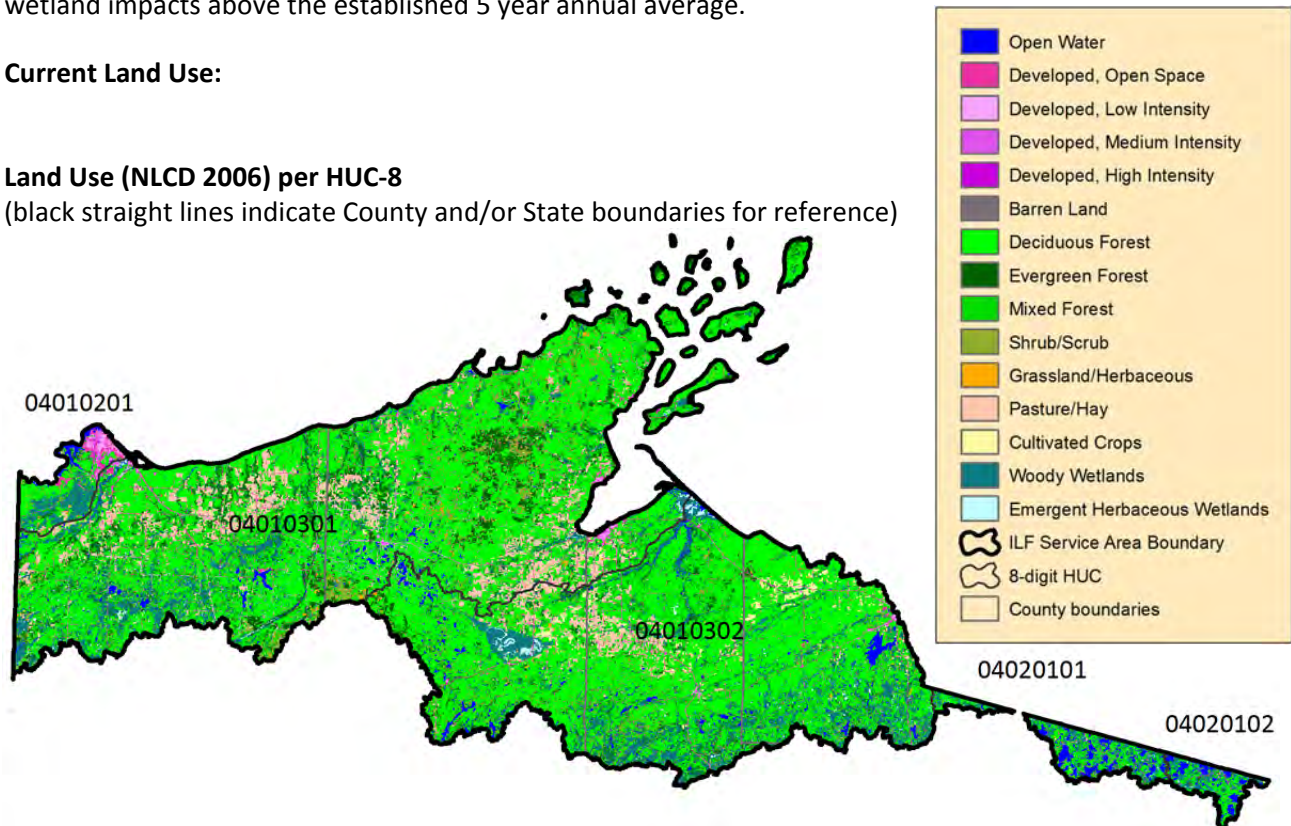 wetland impacts above the established 5 year annual average.
Current Land Use:
Land Use (NLCD 2006) per HUC-8
(black straight lines indicate County and/or State boundaries for reference)
Open Water
Developed, Open Space
Developed, Low Intensity
Developed, Medium Intensity
Developed, High Intensity
Barren Land
Deciduous Forest
Evergreen Forest
Mixed Forest
Shrub/Scrub
Grassland/Herbaceous
Pasture/Hay
Cultivated Crops
Woody Wetlands
Emergent Herbaceous Wetlands
ILF Service Area Boundary
8-digit HUC
County boundaries
04010201
04010301
04010302
04020101
04020102